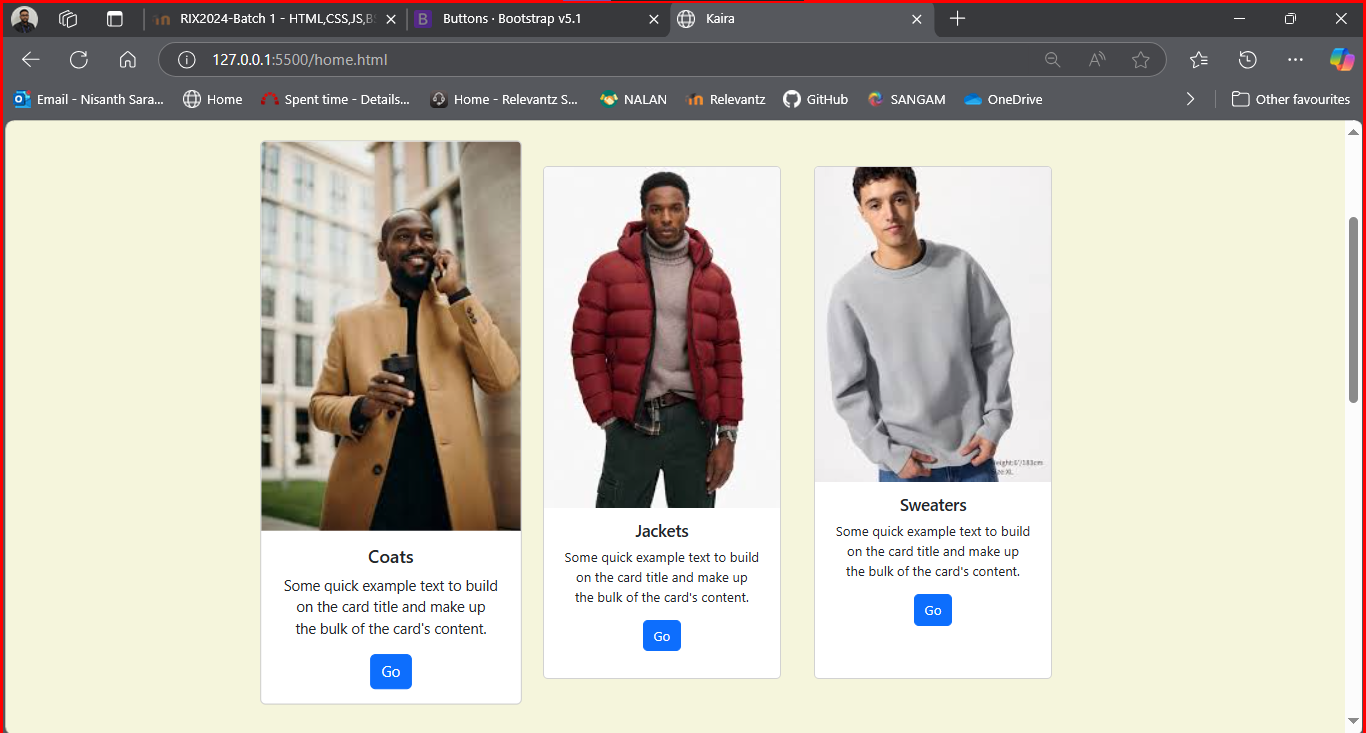 RIX2024-Batch 1 - HTML,CSS,JS,BS
Buttons · Bootstrap v5.1
Kaira
127.0.0.1:5500/home.html
Email - Nisanth Sara...
Home
Spent time - Details...
Home - Relevantz S...
NALAN
Relevantz
GitHub
SANGAM
OneDrive
Other favourites
Coats
Some quick example text to build
on the card title and make up
the bulk of the card's content.
Go
Jackets
Some quick example text to build
on the card title and make up
the bulk of the card's content.
Go
Sweaters
Some quick example text to build
on the card title and make up
the bulk of the card's content.
Go